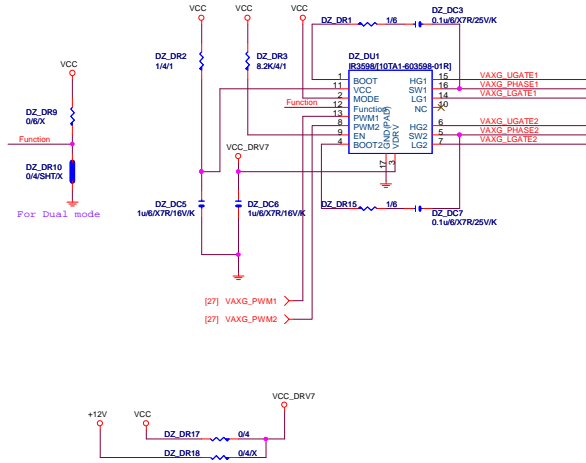 VCC
VCC
VCC
DZ_DC3
0.1u/6/X7R/25V/K
DZ_DR1
1/6
DZ_DR2
1/4/1
DZ_DR3
8.2K/4/1
DZ_DU1
IR3598/[10TA1-603598-01R]
VCC
DZ_DR9
0/6/X
Function
DZ_DR10
0/4/SHT/X
For Dual mode
1 BOOT
11 VCC
2 MODE
12 Function
13 PWM1
8 PWM2
9 EN
4 BOOT2
Function
HG1 15 VAXG_UGATE1
SW1 16 VAXG_PHASE1
LG1 14 VAXG_LGATE1
NC 10
HG2 6 VAXG_UGATE2
SW2 5 VAXG_PHASE2
LG2 7 VAXG_LGATE2
GND(PAD)
VDRV
17
3
VCC_DRV7
DZ_DC5
1u/6/X7R/16V/K
DZ_DC6
1u/6/X7R/16V/K
DZ_DR15
1/6
DZ_DC7
0.1u/6/X7R/25V/K
[27] VAXG_PWM1
[27] VAXG_PWM2
VCC_DRV7
+12V
VCC
DZ_DR17
0/4
DZ_DR18
0/4/X